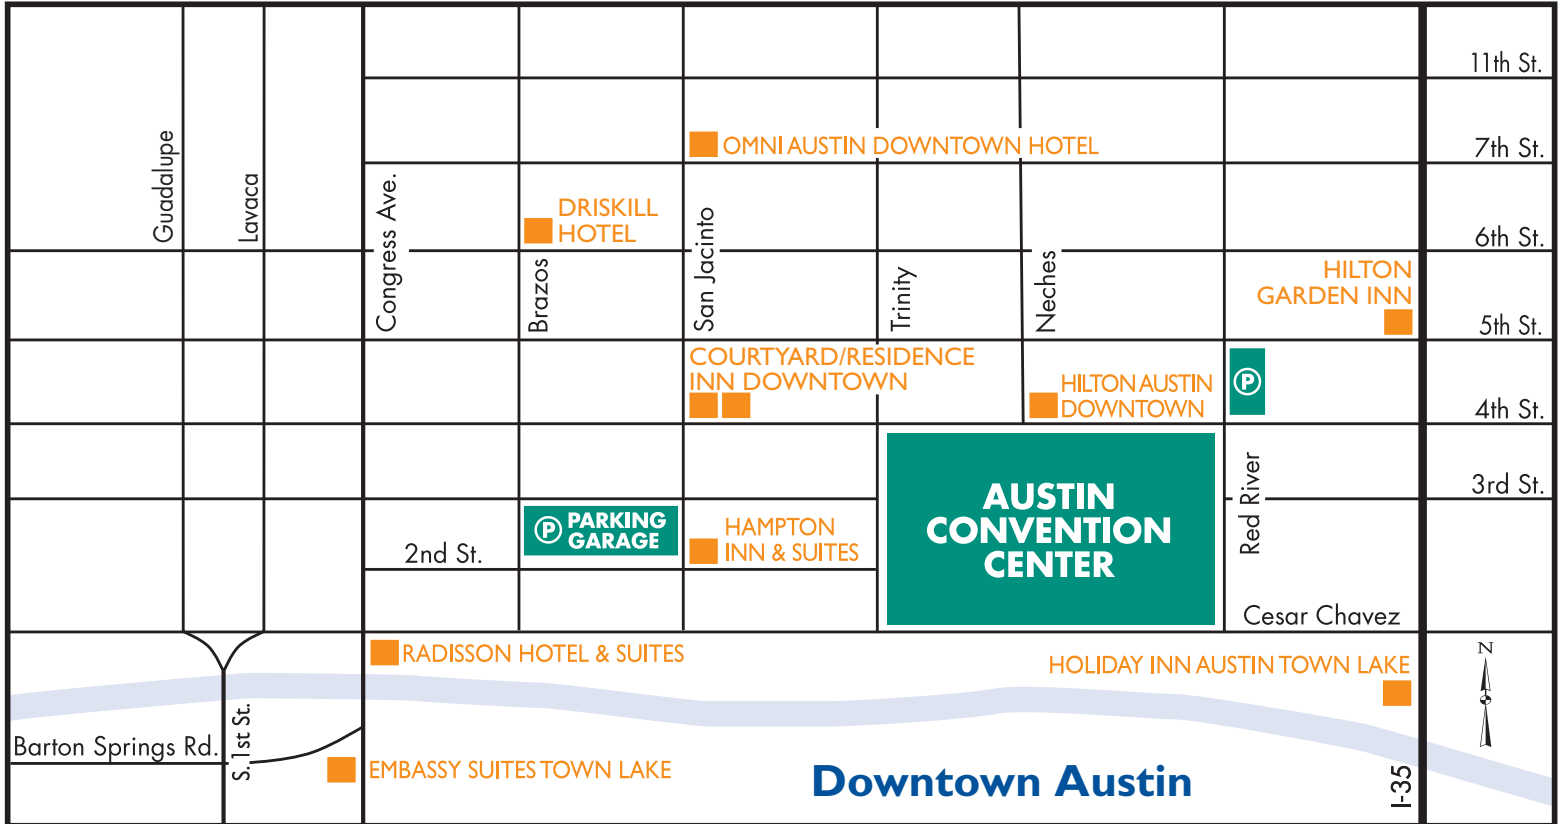 11th St.
Guadalupe
Lavaca
Congress Ave.
OMNI AUSTIN DOWNTOWN HOTEL
7th St.
DRISKILL
HOTEL
Brazos
San Jacinto
Trinity
Neches
6th St.
HILTON
GARDEN INN
5th St.
COURTYARD/RESIDENCE
INN DOWNTOWN
HILTON AUSTIN
DOWNTOWN
P
4th St.
AUSTIN
CONVENTION
CENTER
Red River
3rd St.
2nd St.
P PARKING
GARAGE
HAMPTON
INN & SUITES
Cesar Chavez
RADISSON HOTEL & SUITES
HOLIDAY INN AUSTIN TOWN LAKE
N
Barton Springs Rd.
S. 1st St.
EMBASSY SUITES TOWN LAKE
Downtown Austin
I-35